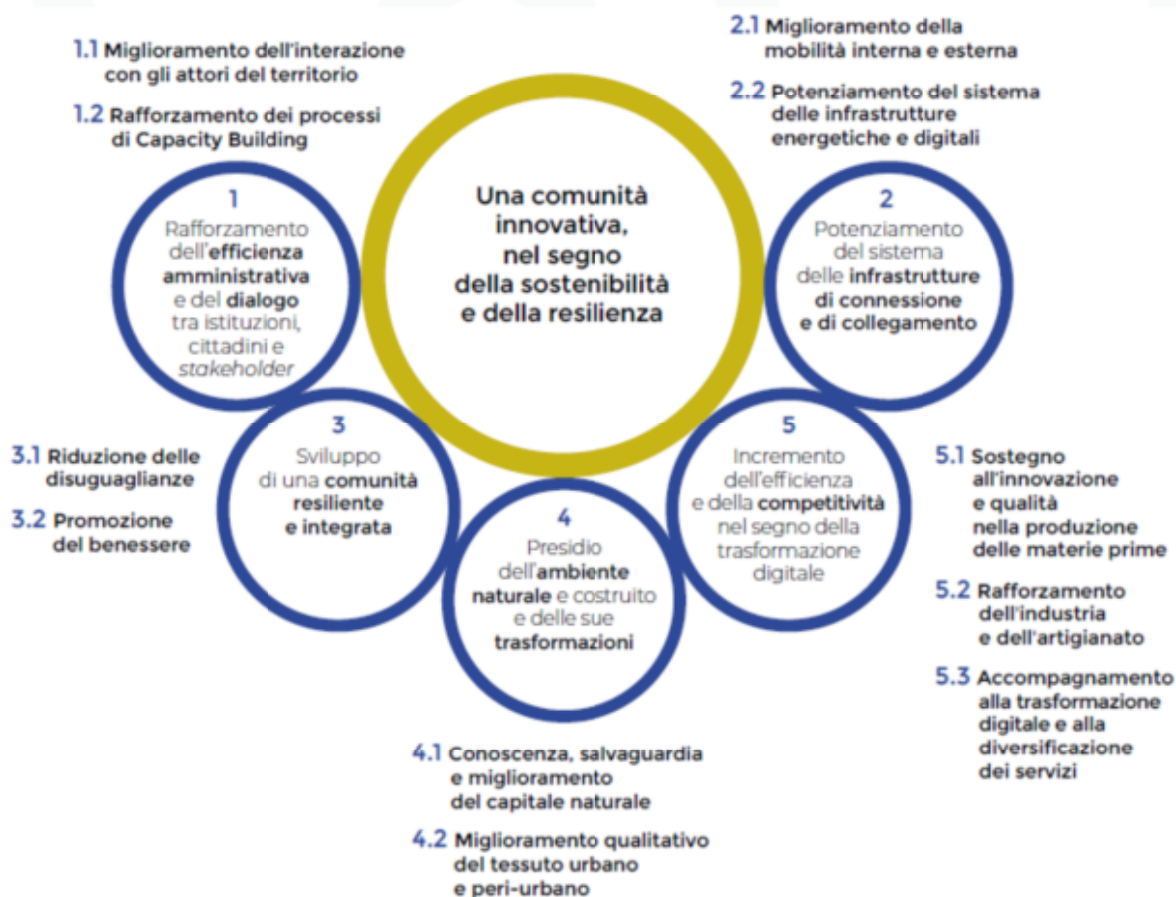 1.1 Miglioramento dell'interazione
con gli attori del territorio
1.2 Rafforzamento dei processi
di Capacity Building
2.1 Miglioramento della
mobilità interna e esterna
2.2 Potenziamento del sistema
delle infrastrutture
energetiche e digitali
Una comunità
innovativa,
nel segno
della sostenibilità
e della resilienza
1
Rafforzamento
dell'efficienza
amministrativa
e del dialogo
tra istituzioni,
cittadini e
stakeholder
2
Potenziamento
del sistema
delle infrastrutture
di connessione
e di collegamento
3.1 Riduzione delle
disuguaglianze
3.2 Promozione
del benessere
3
Sviluppo
di una comunità
resiliente
e integrata
4
Presidio
dell'ambiente
naturale e costruito
e delle sue
trasformazioni
5
Incremento
dell'efficienza
e della competitività
nel segno della
trasformazione
digitale
5.1 Sostegno
all'innovazione
e qualità
nella produzione
delle materie prime
5.2 Rafforzamento
dell'industria
e dell'artigianato
5.3 Accompagnamento
alla trasformazione
digitale e alla
diversificazione
dei servizi
4.1 Conoscenza, salvaguardia
e miglioramento
del capitale naturale
4.2 Miglioramento qualitativo
del tessuto urbano
e peri-urbano